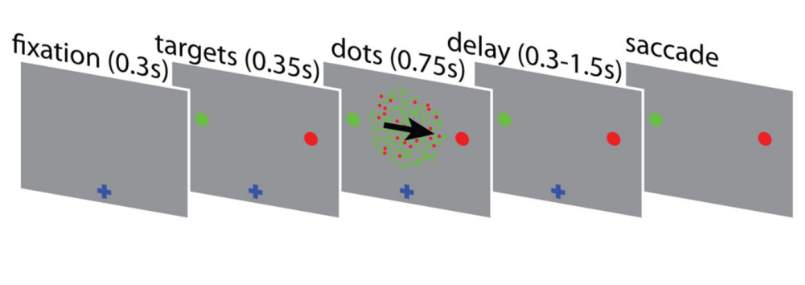 fixation (0.3s)
targets (0.35s)
dots (0.75s)
delay (0.3-1.5s)
saccade